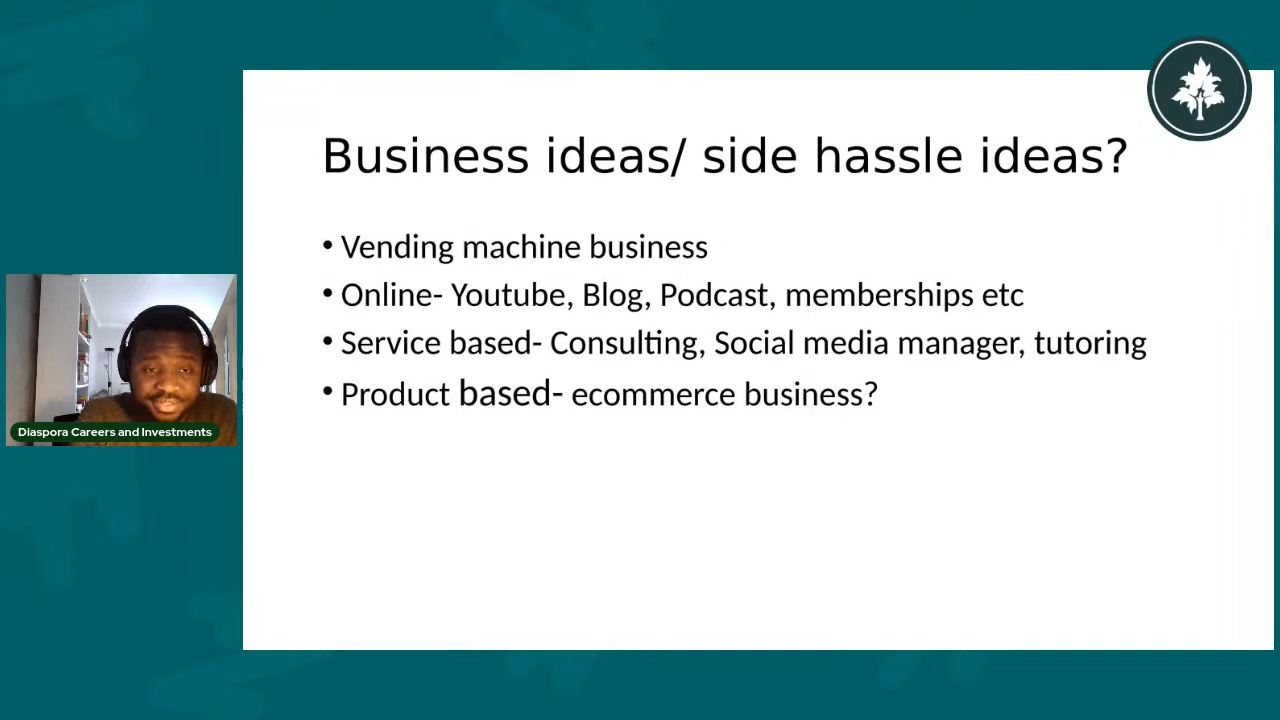 Business ideas/ side hassle ideas?
• Vending machine business
• Online- Youtube, Blog, Podcast, memberships etc
• Service based- Consulting, Social media manager, tutoring
• Product based- ecommerce business?
Diaspora Careers and Investments